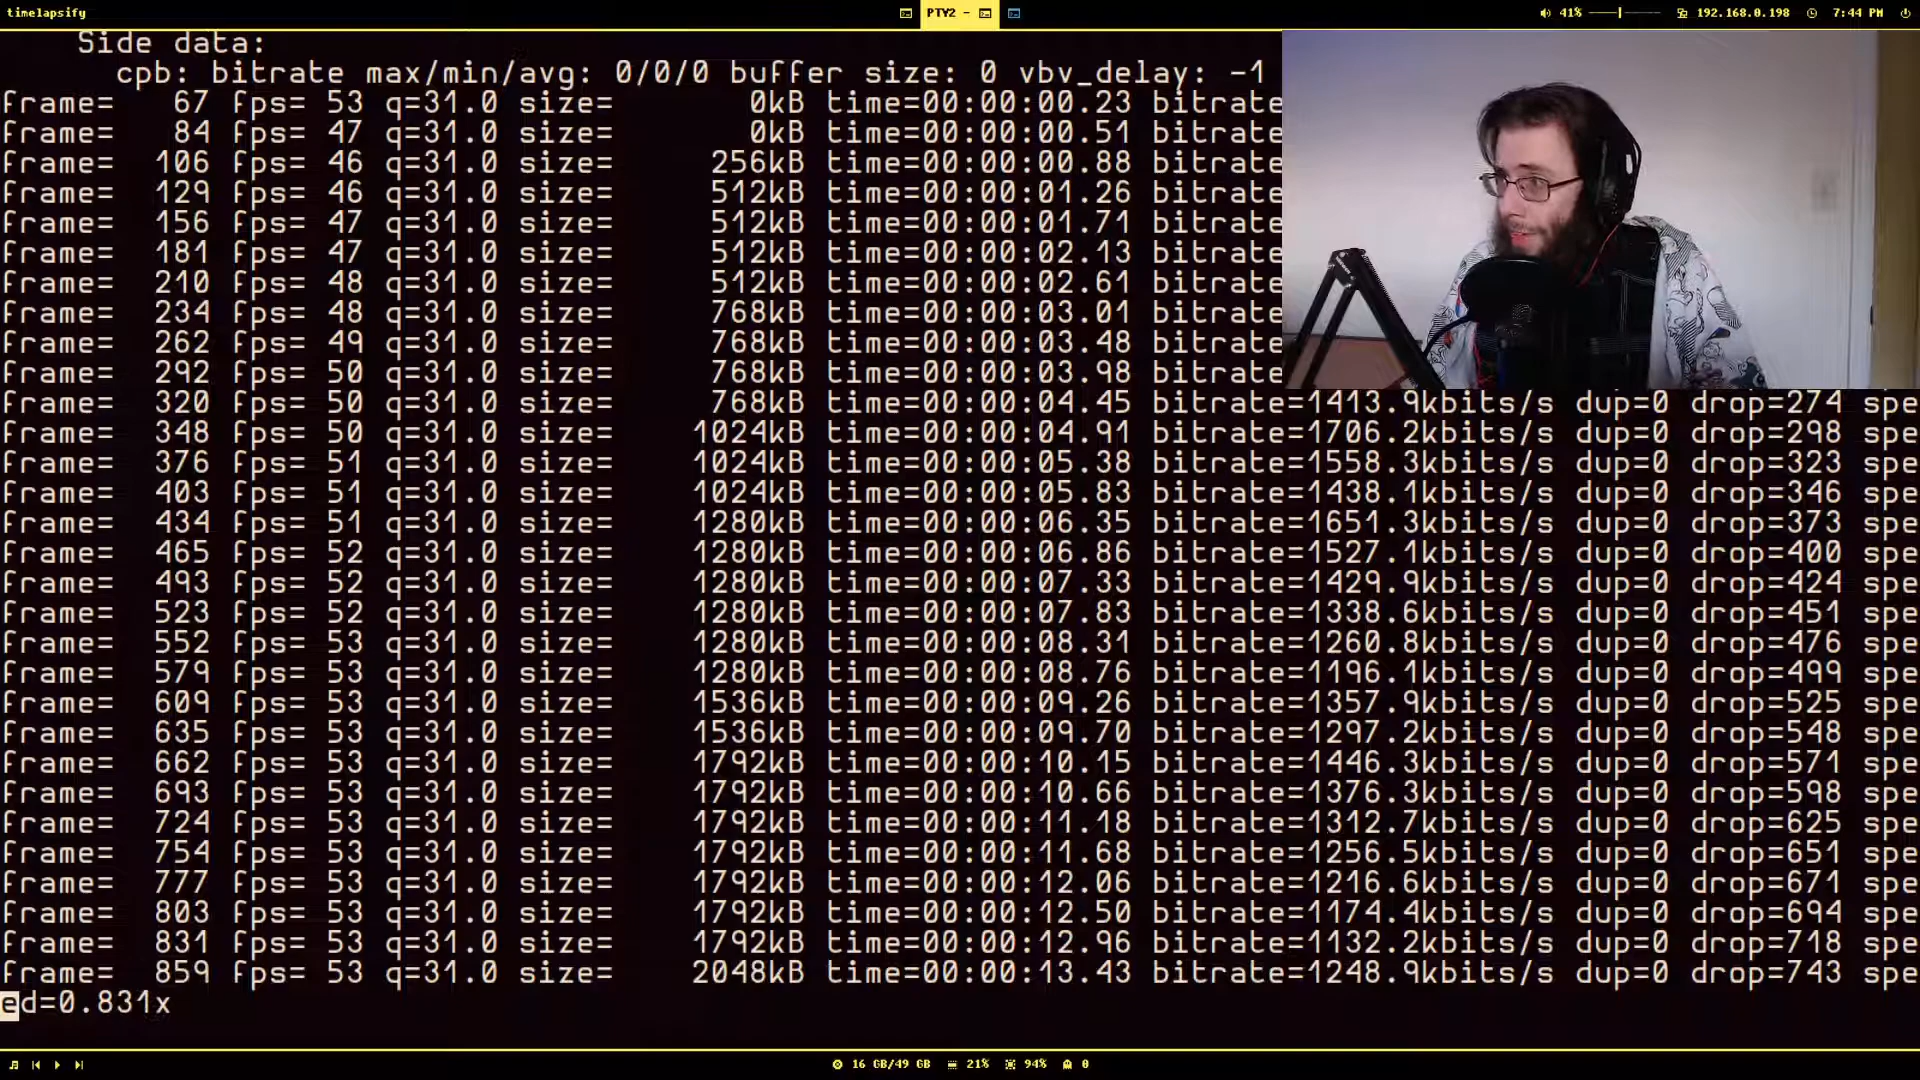 timelapsify PTY2 - 41% 192.168.0.198 7:44 PM
Side data:
cpb: bitrate max/min/avg: 0/0/0 buffer size: 0 vbv_delay: -1
frame= 67 fps= 53 q=31.0 size= 0kB time=00:00:00.23 bitrate
frame= 84 fps= 47 q=31.0 size= 0kB time=00:00:00.51 bitrate
frame= 106 fps= 46 q=31.0 size= 256kB time=00:00:00.88 bitrate
frame= 129 fps= 46 q=31.0 size= 512kB time=00:00:01.26 bitrate
frame= 156 fps= 47 q=31.0 size= 512kB time=00:00:01.71 bitrate
frame= 181 fps= 47 q=31.0 size= 512kB time=00:00:02.13 bitrate
frame= 210 fps= 48 q=31.0 size= 512kB time=00:00:02.61 bitrate
frame= 234 fps= 48 q=31.0 size= 768kB time=00:00:03.01 bitrate
frame= 262 fps= 49 q=31.0 size= 768kB time=00:00:03.48 bitrate
frame= 292 fps= 50 q=31.0 size= 768kB time=00:00:03.98 bitrate
frame= 320 fps= 50 q=31.0 size= 768kB time=00:00:04.45 bitrate=1413.9kbits/s dup=0 drop=274 spe
frame= 348 fps= 50 q=31.0 size= 1024kB time=00:00:04.91 bitrate=1706.2kbits/s dup=0 drop=298 spe
frame= 376 fps= 51 q=31.0 size= 1024kB time=00:00:05.38 bitrate=1558.3kbits/s dup=0 drop=323 spe
frame= 403 fps= 51 q=31.0 size= 1024kB time=00:00:05.83 bitrate=1438.1kbits/s dup=0 drop=346 spe
frame= 434 fps= 51 q=31.0 size= 1280kB time=00:00:06.35 bitrate=1651.3kbits/s dup=0 drop=373 spe
frame= 465 fps= 52 q=31.0 size= 1280kB time=00:00:06.86 bitrate=1527.1kbits/s dup=0 drop=400 spe
frame= 493 fps= 52 q=31.0 size= 1280kB time=00:00:07.33 bitrate=1429.9kbits/s dup=0 drop=424 spe
frame= 523 fps= 52 q=31.0 size= 1280kB time=00:00:07.83 bitrate=1338.6kbits/s dup=0 drop=451 spe
frame= 552 fps= 53 q=31.0 size= 1280kB time=00:00:08.31 bitrate=1260.8kbits/s dup=0 drop=476 spe
frame= 579 fps= 53 q=31.0 size= 1280kB time=00:00:08.76 bitrate=1196.1kbits/s dup=0 drop=499 spe
frame= 609 fps= 53 q=31.0 size= 1536kB time=00:00:09.26 bitrate=1357.9kbits/s dup=0 drop=525 spe
frame= 635 fps= 53 q=31.0 size= 1536kB time=00:00:09.70 bitrate=1297.2kbits/s dup=0 drop=548 spe
frame= 662 fps= 53 q=31.0 size= 1792kB time=00:00:10.15 bitrate=1446.3kbits/s dup=0 drop=571 spe
frame= 693 fps= 53 q=31.0 size= 1792kB time=00:00:10.66 bitrate=1376.3kbits/s dup=0 drop=598 spe
frame= 724 fps= 53 q=31.0 size= 1792kB time=00:00:11.18 bitrate=1312.7kbits/s dup=0 drop=625 spe
frame= 754 fps= 53 q=31.0 size= 1792kB time=00:00:11.68 bitrate=1256.5kbits/s dup=0 drop=651 spe
frame= 777 fps= 53 q=31.0 size= 1792kB time=00:00:12.06 bitrate=1216.6kbits/s dup=0 drop=671 spe
frame= 803 fps= 53 q=31.0 size= 1792kB time=00:00:12.50 bitrate=1174.4kbits/s dup=0 drop=694 spe
frame= 831 fps= 53 q=31.0 size= 1792kB time=00:00:12.96 bitrate=1132.2kbits/s dup=0 drop=718 spe
frame= 859 fps= 53 q=31.0 size= 2048kB time=00:00:13.43 bitrate=1248.9kbits/s dup=0 drop=743 spe
ed=0.831x
16 GB/49 GB 21% 94% 0